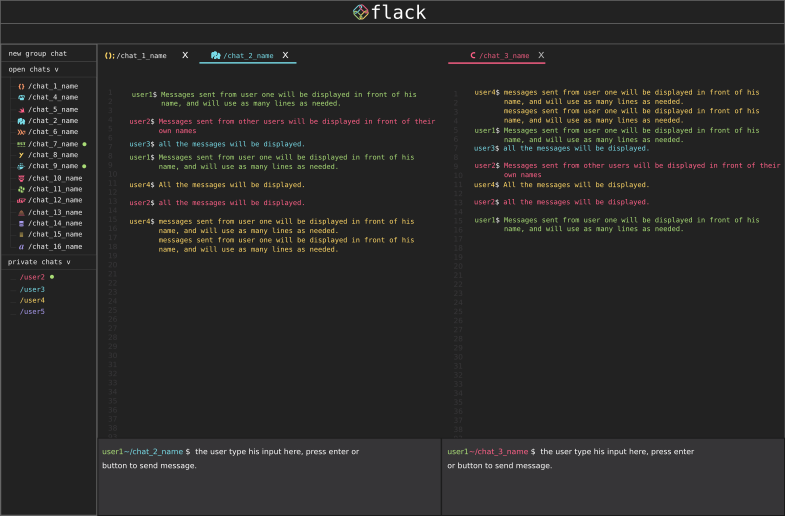 flack
new group chat
open chats v
/chat_1_name
/chat_4_name
/chat_5_name
/chat_2_name
/chat_6_name
/chat_7_name
/chat_8_name
/chat_9_name
/chat_10_name
/chat_11_name
/chat_12_name
/chat_13_name
/chat_14_name
/chat_15_name
/chat_16_name
private chats v
/user2
/user3
/user4
/user5
/chat_1_name X
/chat_2_name X
user1$ Messages sent from user one will be displayed in front of his
name, and will use as many lines as needed.
user2$ Messages sent from other users will be displayed in front of their
own names
user3$ all the messages will be displayed.
user1$ Messages sent from user one will be displayed in front of his
name, and will use as many lines as needed.
user4$ All the messages will be displayed.
user2$ all the messages will be displayed.
user4$ messages sent from user one will be displayed in front of his
name, and will use as many lines as needed.
messages sent from user one will be displayed in front of his
name, and will use as many lines as needed.
user1~/chat_2_name $ the user type his input here, press enter or
button to send message.
/chat_3_name X
user4$ messages sent from user one will be displayed in front of his
name, and will use as many lines as needed.
messages sent from user one will be displayed in front of his
name, and will use as many lines as needed.
user1$ Messages sent from user one will be displayed in front of his
name, and will use as many lines as needed.
user3$ all the messages will be displayed.
user2$ Messages sent from other users will be displayed in front of their
own names
user4$ All the messages will be displayed.
user2$ all the messages will be displayed.
user1$ Messages sent from user one will be displayed in front of his
name, and will use as many lines as needed.
user1~/chat_3_name $ the user type his input here, press enter
or button to send message.